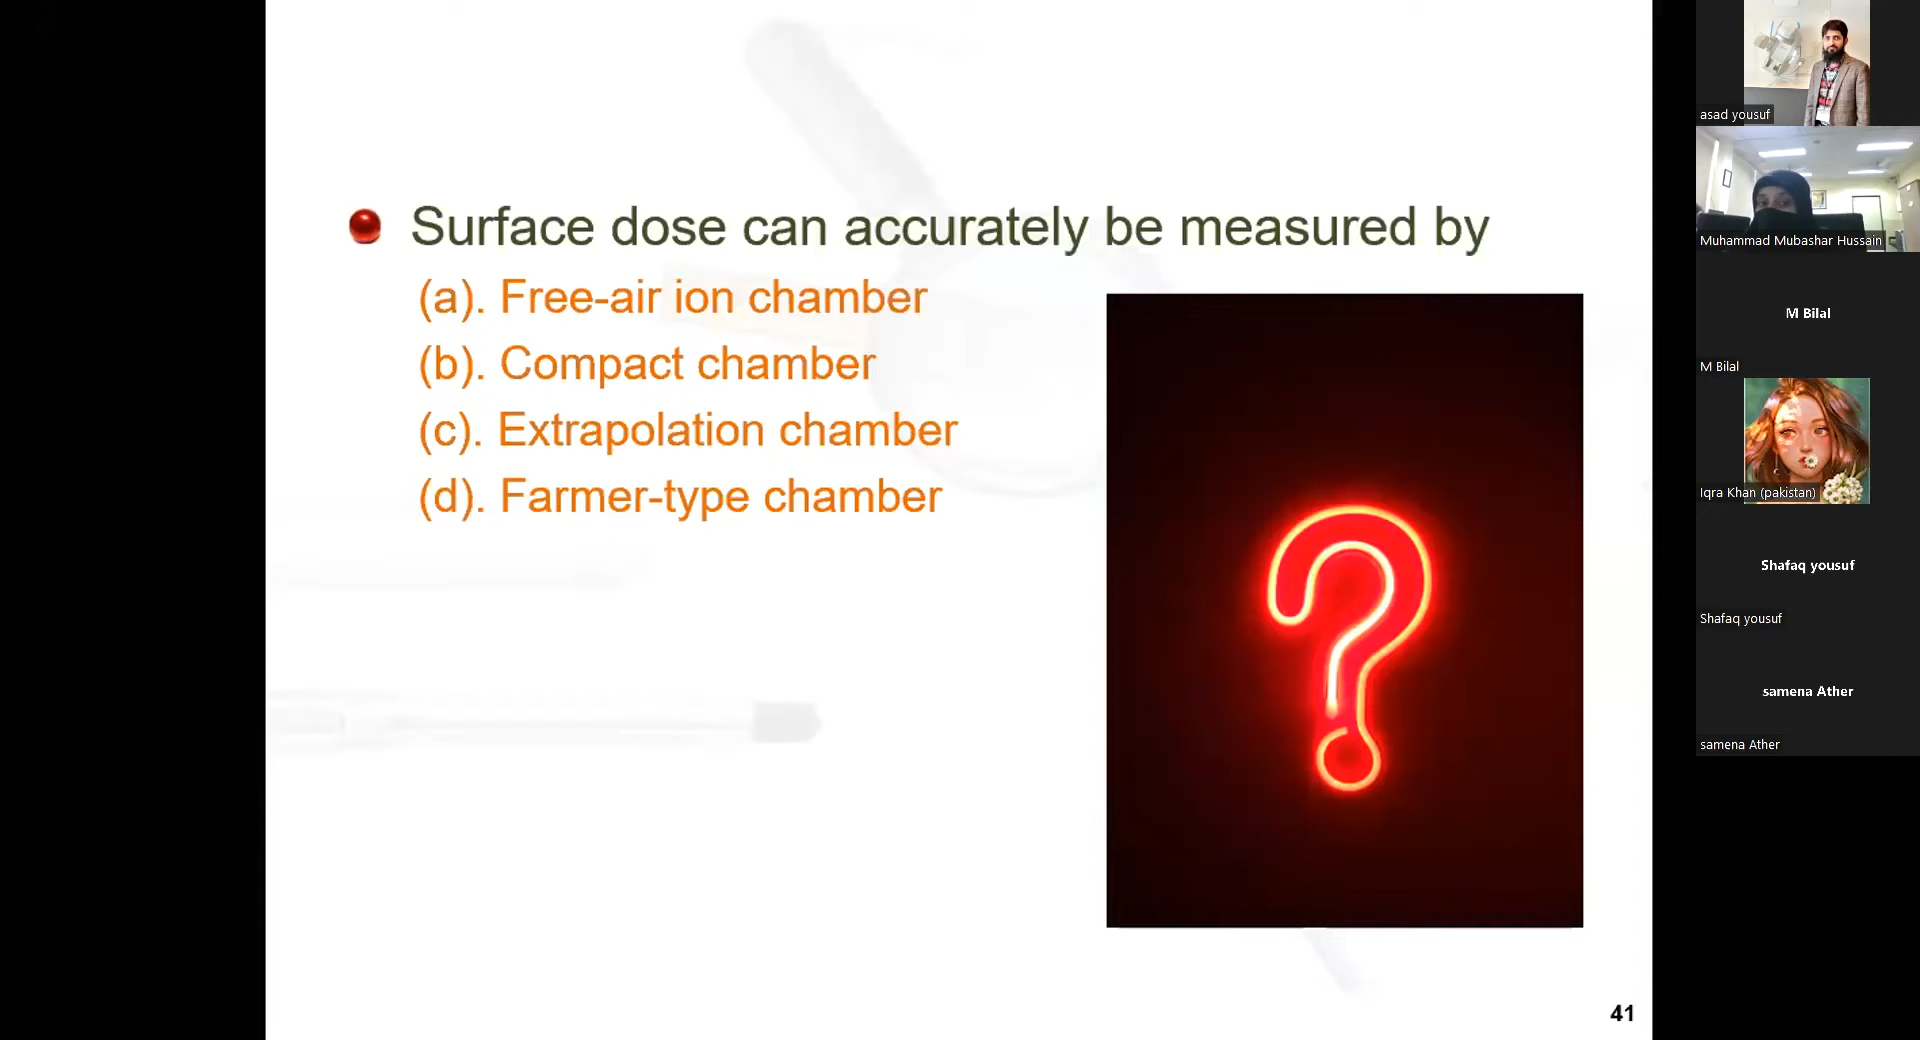 Surface dose can accurately be measured by
(a). Free-air ion chamber
(b). Compact chamber
(c). Extrapolation chamber
(d). Farmer-type chamber
41
asad yousuf
Muhammad Mubashar Hussain
M Bilal
M Bilal
Iqra Khan (pakistan)
Shafaq yousuf
Shafaq yousuf
samena Ather
samena Ather